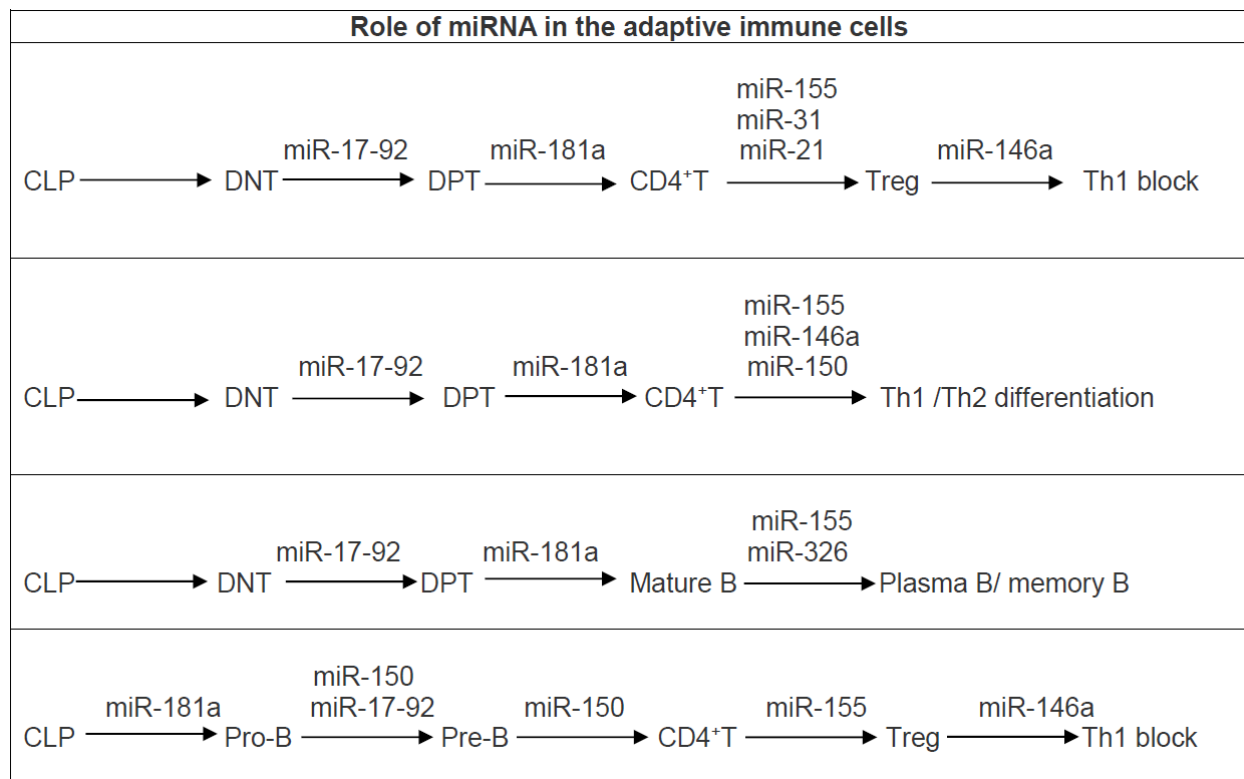 Role of miRNA in the adaptive immune cells
miR-155
miR-31
miR-17-92 miR-181a miR-21 miR-146a
CLP DNT DPT CD4⁺T Treg Th1 block
miR-155
miR-146a
miR-17-92 miR-181a miR-150
CLP DNT DPT CD4⁺T Th1 /Th2 differentiation
miR-155
miR-17-92 miR-181a miR-326
CLP DNT DPT Mature B Plasma B/ memory B
miR-150
miR-181a miR-17-92 miR-150 miR-155 miR-146a
CLP Pro-B Pre-B CD4⁺T Treg Th1 block